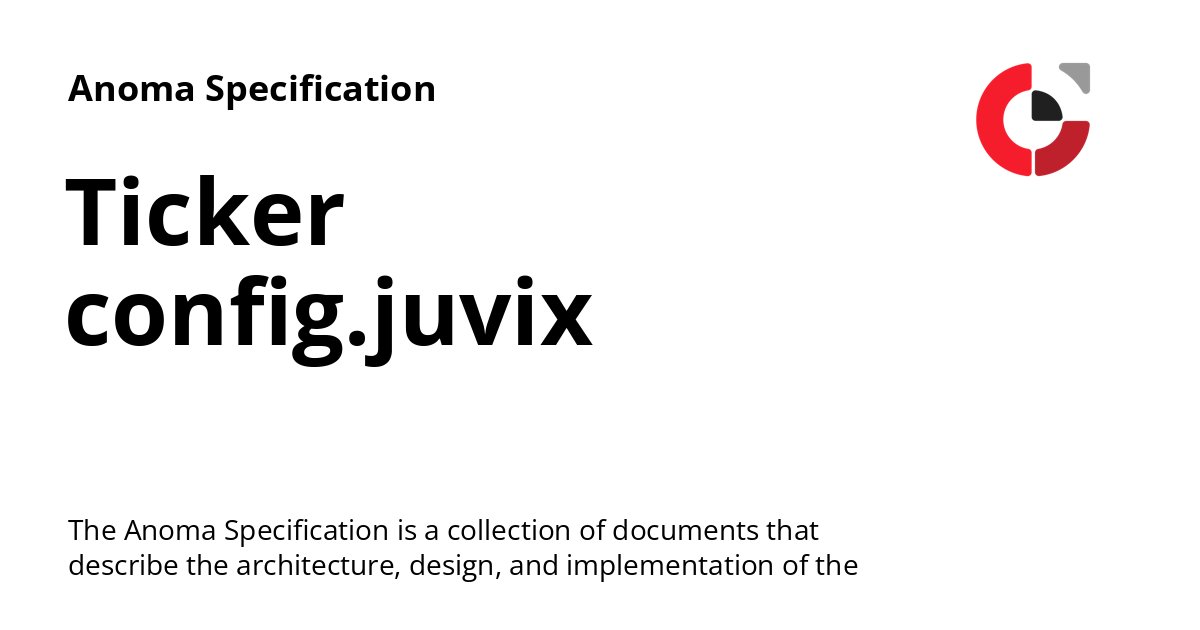 Anoma Specification
Ticker
config.juvix
The Anoma Specification is a collection of documents that
describe the architecture, design, and implementation of the